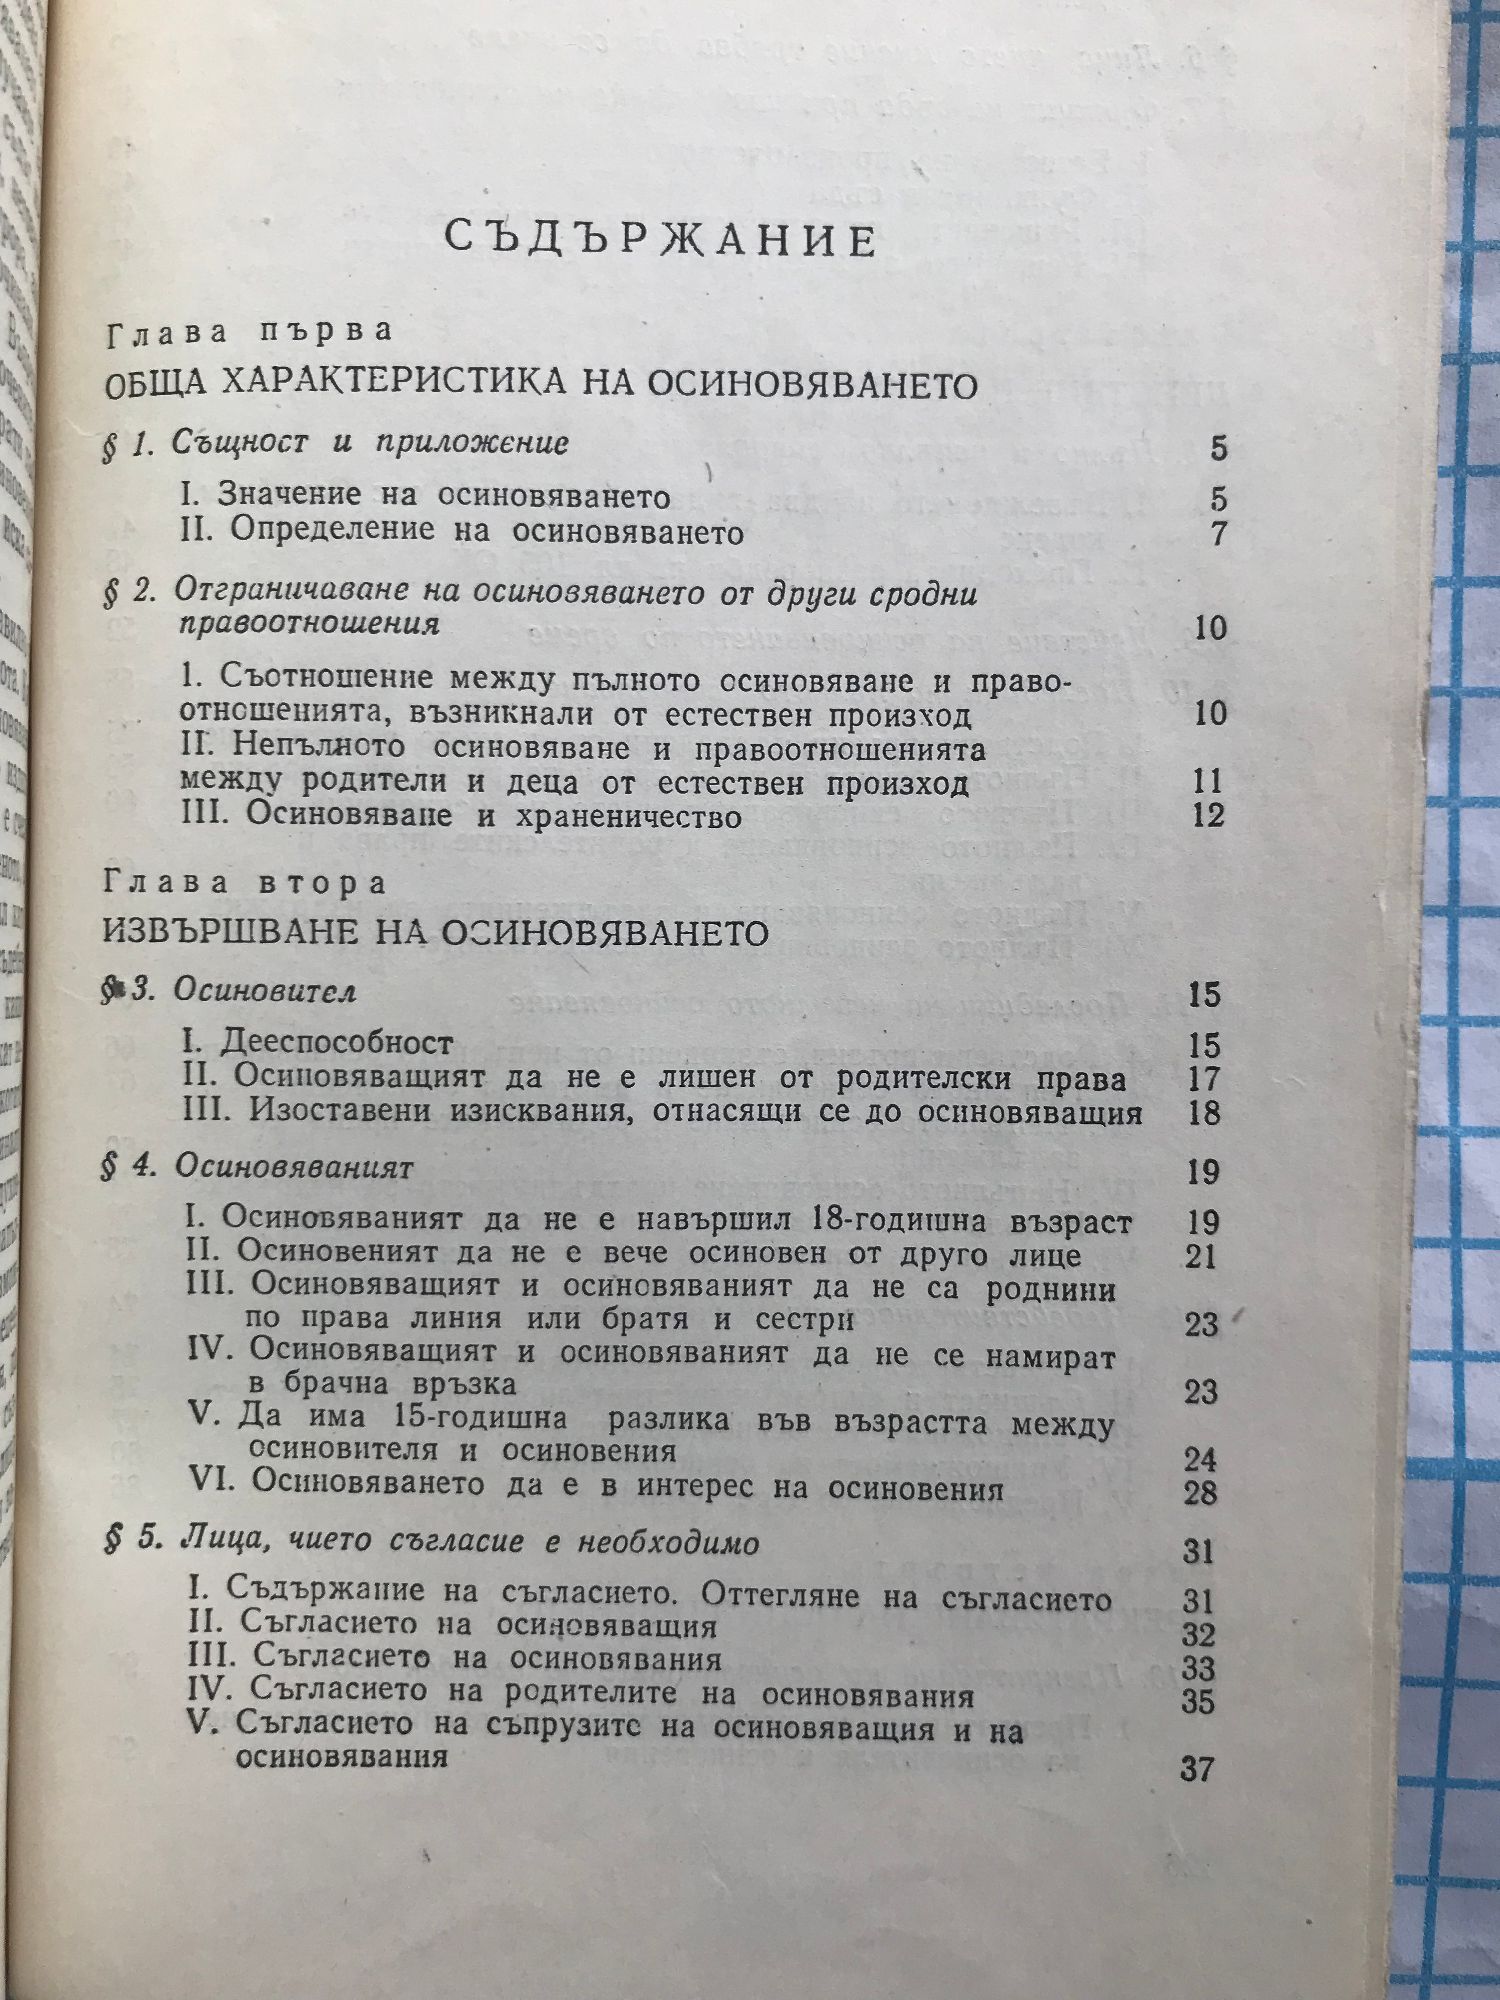 СЪДЪРЖАНИЕ
Глава първа
ОБЩА ХАРАКТЕРИСТИКА НА ОСИНОВЯВАНЕТО
§ 1. Същност и приложение 5
I. Значение на осиновяването 5
II. Определение на осиновяването 7
§ 2. Отграничаване на осиновяването от други сродни
правоотношения 10
I. Съотношение между пълното осиновяване и право-
отношенията, възникнали от естествен произход 10
II. Непълното осиновяване и правоотношенията
между родители и деца от естествен произход 11
III. Осиновяване и храненичество 12
Глава втора
ИЗВЪРШВАНЕ НА ОСИНОВЯВАНЕТО
§ 3. Осиновител 15
I. Дееспособност 15
II. Осиновяващият да не е лишен от родителски права 17
III. Изоставени изисквания, отнасящи се до осиновяващия 18
§ 4. Осиновяваният 19
I. Осиновяваният да не е навършил 18-годишна възраст 19
II. Осиновеният да не е вече осиновен от друго лице 21
III. Осиновяващият и осиновяваният да не са роднини
по права линия или братя и сестри 23
IV. Осиновяващият и осиновяваният да не се намират
в брачна връзка 23
V. Да има 15-годишна разлика във възрастта между
осиновителя и осиновения 24
VI. Осиновяването да е в интерес на осиновения 28
§ 5. Лица, чието съгласие е необходимо 31
I. Съдържание на съгласието. Оттегляне на съгласието 31
II. Съгласието на осиновяващия 32
III. Съгласието на осиновявания 33
IV. Съгласието на родителите на осиновявания 35
V. Съгласието на съпрузите на осиновяващия и на
осиновявания 37